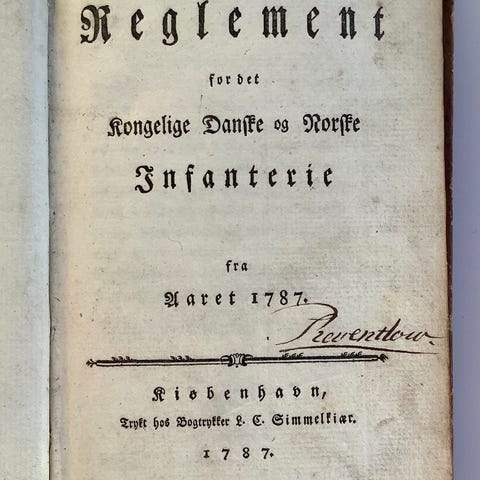 Reglement
for det
Kongelige Danske og Norske
Infanterie
fra
Aaret 1787.
Reventlow.
Kiøbenhavn,
Trykt hos Bogtrykker L. C. Simmelkiær.
1787.